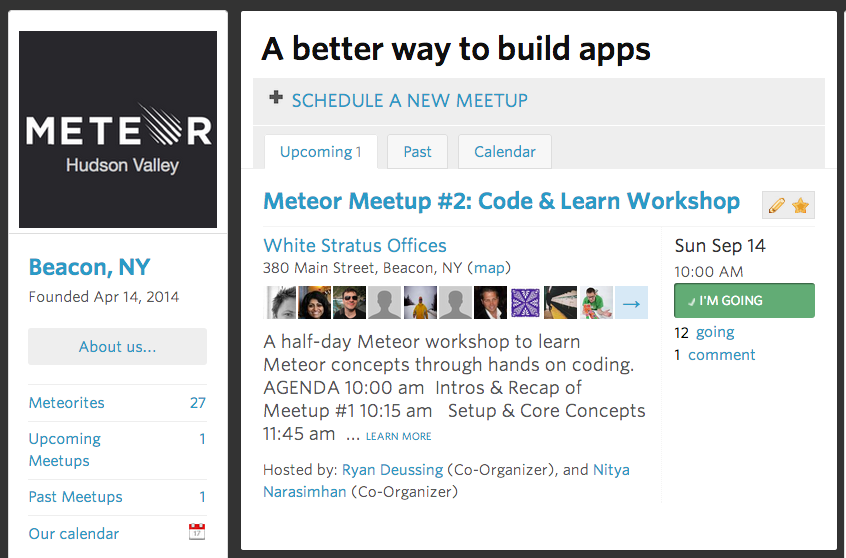 METEOR
Hudson Valley
Beacon, NY
Founded Apr 14, 2014
About us...
Meteorites 27
Upcoming 1
Meetups
Past Meetups 1
Our calendar
17
A better way to build apps
SCHEDULE A NEW MEETUP
Upcoming 1 Past Calendar
Meteor Meetup #2: Code & Learn Workshop
White Stratus Offices
380 Main Street, Beacon, NY (map)
→
A half-day Meteor workshop to learn
Meteor concepts through hands on coding.
AGENDA 10:00 am Intros & Recap of
Meetup #1 10:15 am Setup & Core Concepts
11:45 am ... LEARN MORE
Hosted by: Ryan Deussing (Co-Organizer), and Nitya
Narasimhan (Co-Organizer)
Sun Sep 14
10:00 AM
I'M GOING
12 going
1 comment